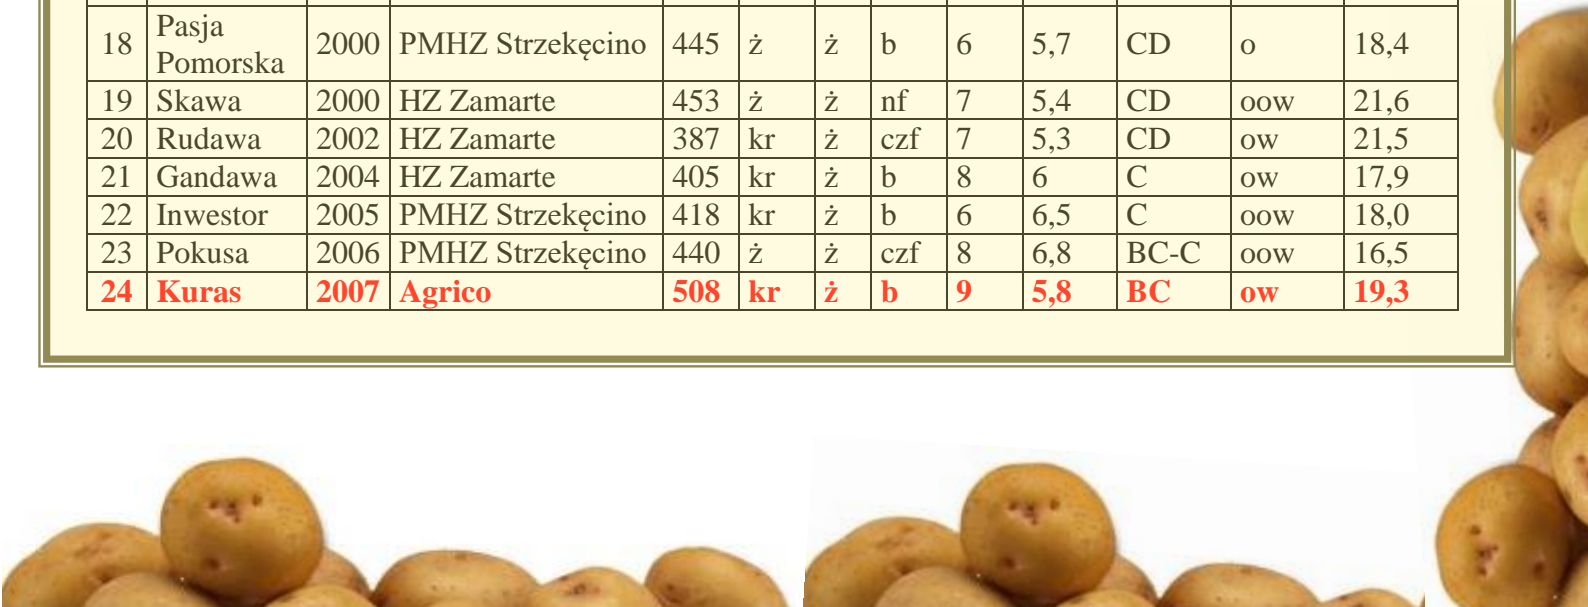 18 Pasja Pomorska 2000 PMHZ Strzekęcino 445 ż ż b 6 5,7 CD o 18,4
19 Skawa 2000 HZ Zamarte 453 ż ż nf 7 5,4 CD oow 21,6
20 Rudawa 2002 HZ Zamarte 387 kr ż czf 7 5,3 CD ow 21,5
21 Gandawa 2004 HZ Zamarte 405 kr ż b 8 6 C ow 17,9
22 Inwestor 2005 PMHZ Strzekęcino 418 kr ż b 6 6,5 C oow 18,0
23 Pokusa 2006 PMHZ Strzekęcino 440 ż ż czf 8 6,8 BC-C oow 16,5
24 Kuras 2007 Agrico 508 kr ż b 9 5,8 BC ow 19,3